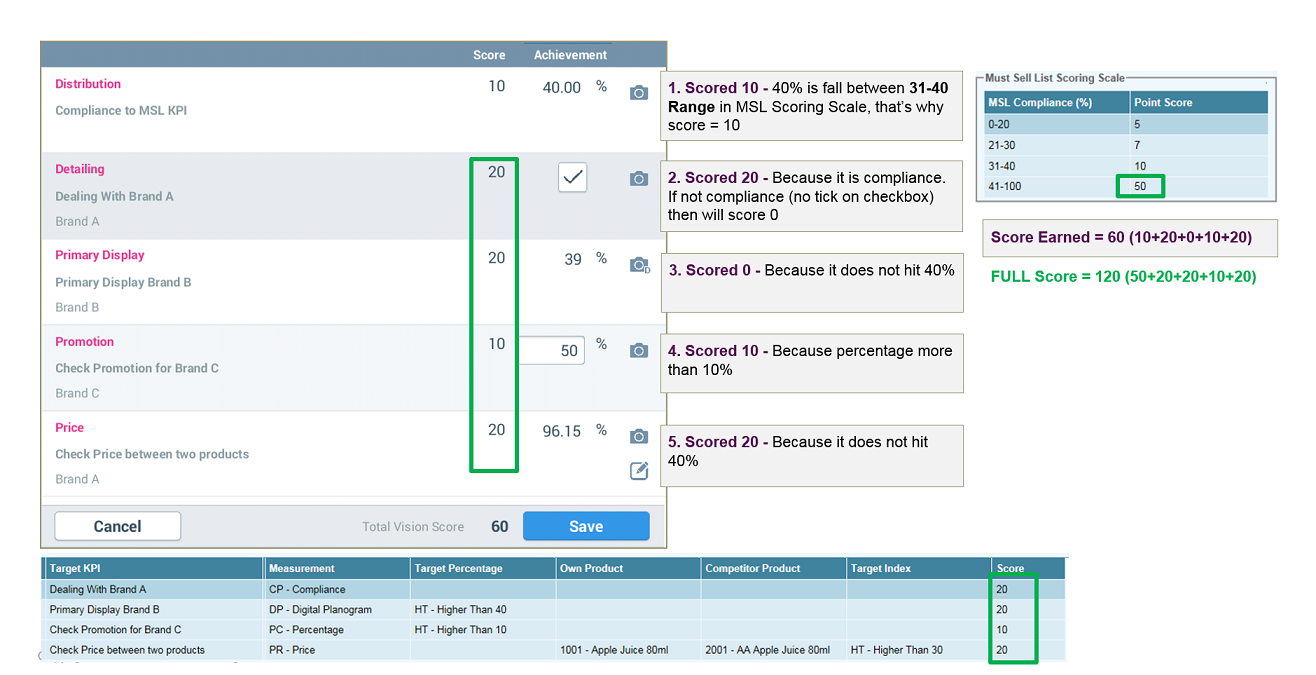 Score Achievement
Distribution
10 40.00 %
Compliance to MSL KPI
Detailing
20
Dealing With Brand A
Brand A
Primary Display
20 39 %
D
Primary Display Brand B
Brand B
Promotion
10 50 %
Check Promotion for Brand C
Brand C
Price
20 96.15 %
Check Price between two products
Brand A
Cancel Total Vision Score 60 Save
1. Scored 10 - 40% is fall between 31-40
Range in MSL Scoring Scale, that's why
score = 10
2. Scored 20 - Because it is compliance.
If not compliance (no tick on checkbox)
then will score 0
3. Scored 0 - Because it does not hit 40%
4. Scored 10 - Because percentage more
than 10%
5. Scored 20 - Because it does not hit
40%
Must Sell List Scoring Scale
MSL Compliance (%) Point Score
0-20 5
21-30 7
31-40 10
41-100 50
Score Earned = 60 (10+20+0+10+20)
FULL Score = 120 (50+20+20+10+20)
Target KPI Measurement Target Percentage Own Product Competitor Product Target Index Score
Dealing With Brand A CP - Compliance 20
Primary Display Brand B DP - Digital Planogram HT - Higher Than 40 20
Check Promotion for Brand C PC - Percentage HT - Higher Than 10 10
Check Price between two products PR - Price 1001 - Apple Juice 80ml 2001 - AA Apple Juice 80ml HT - Higher Than 30 20